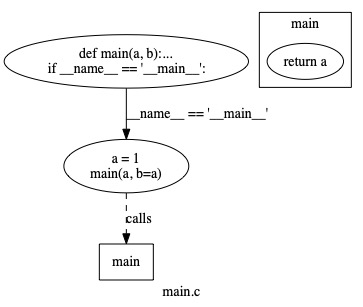 main
def main(a, b):...
if __name__ == '__main__':
return a
__name__ == '__main__'
a = 1
main(a, b=a)
calls
main
main.c